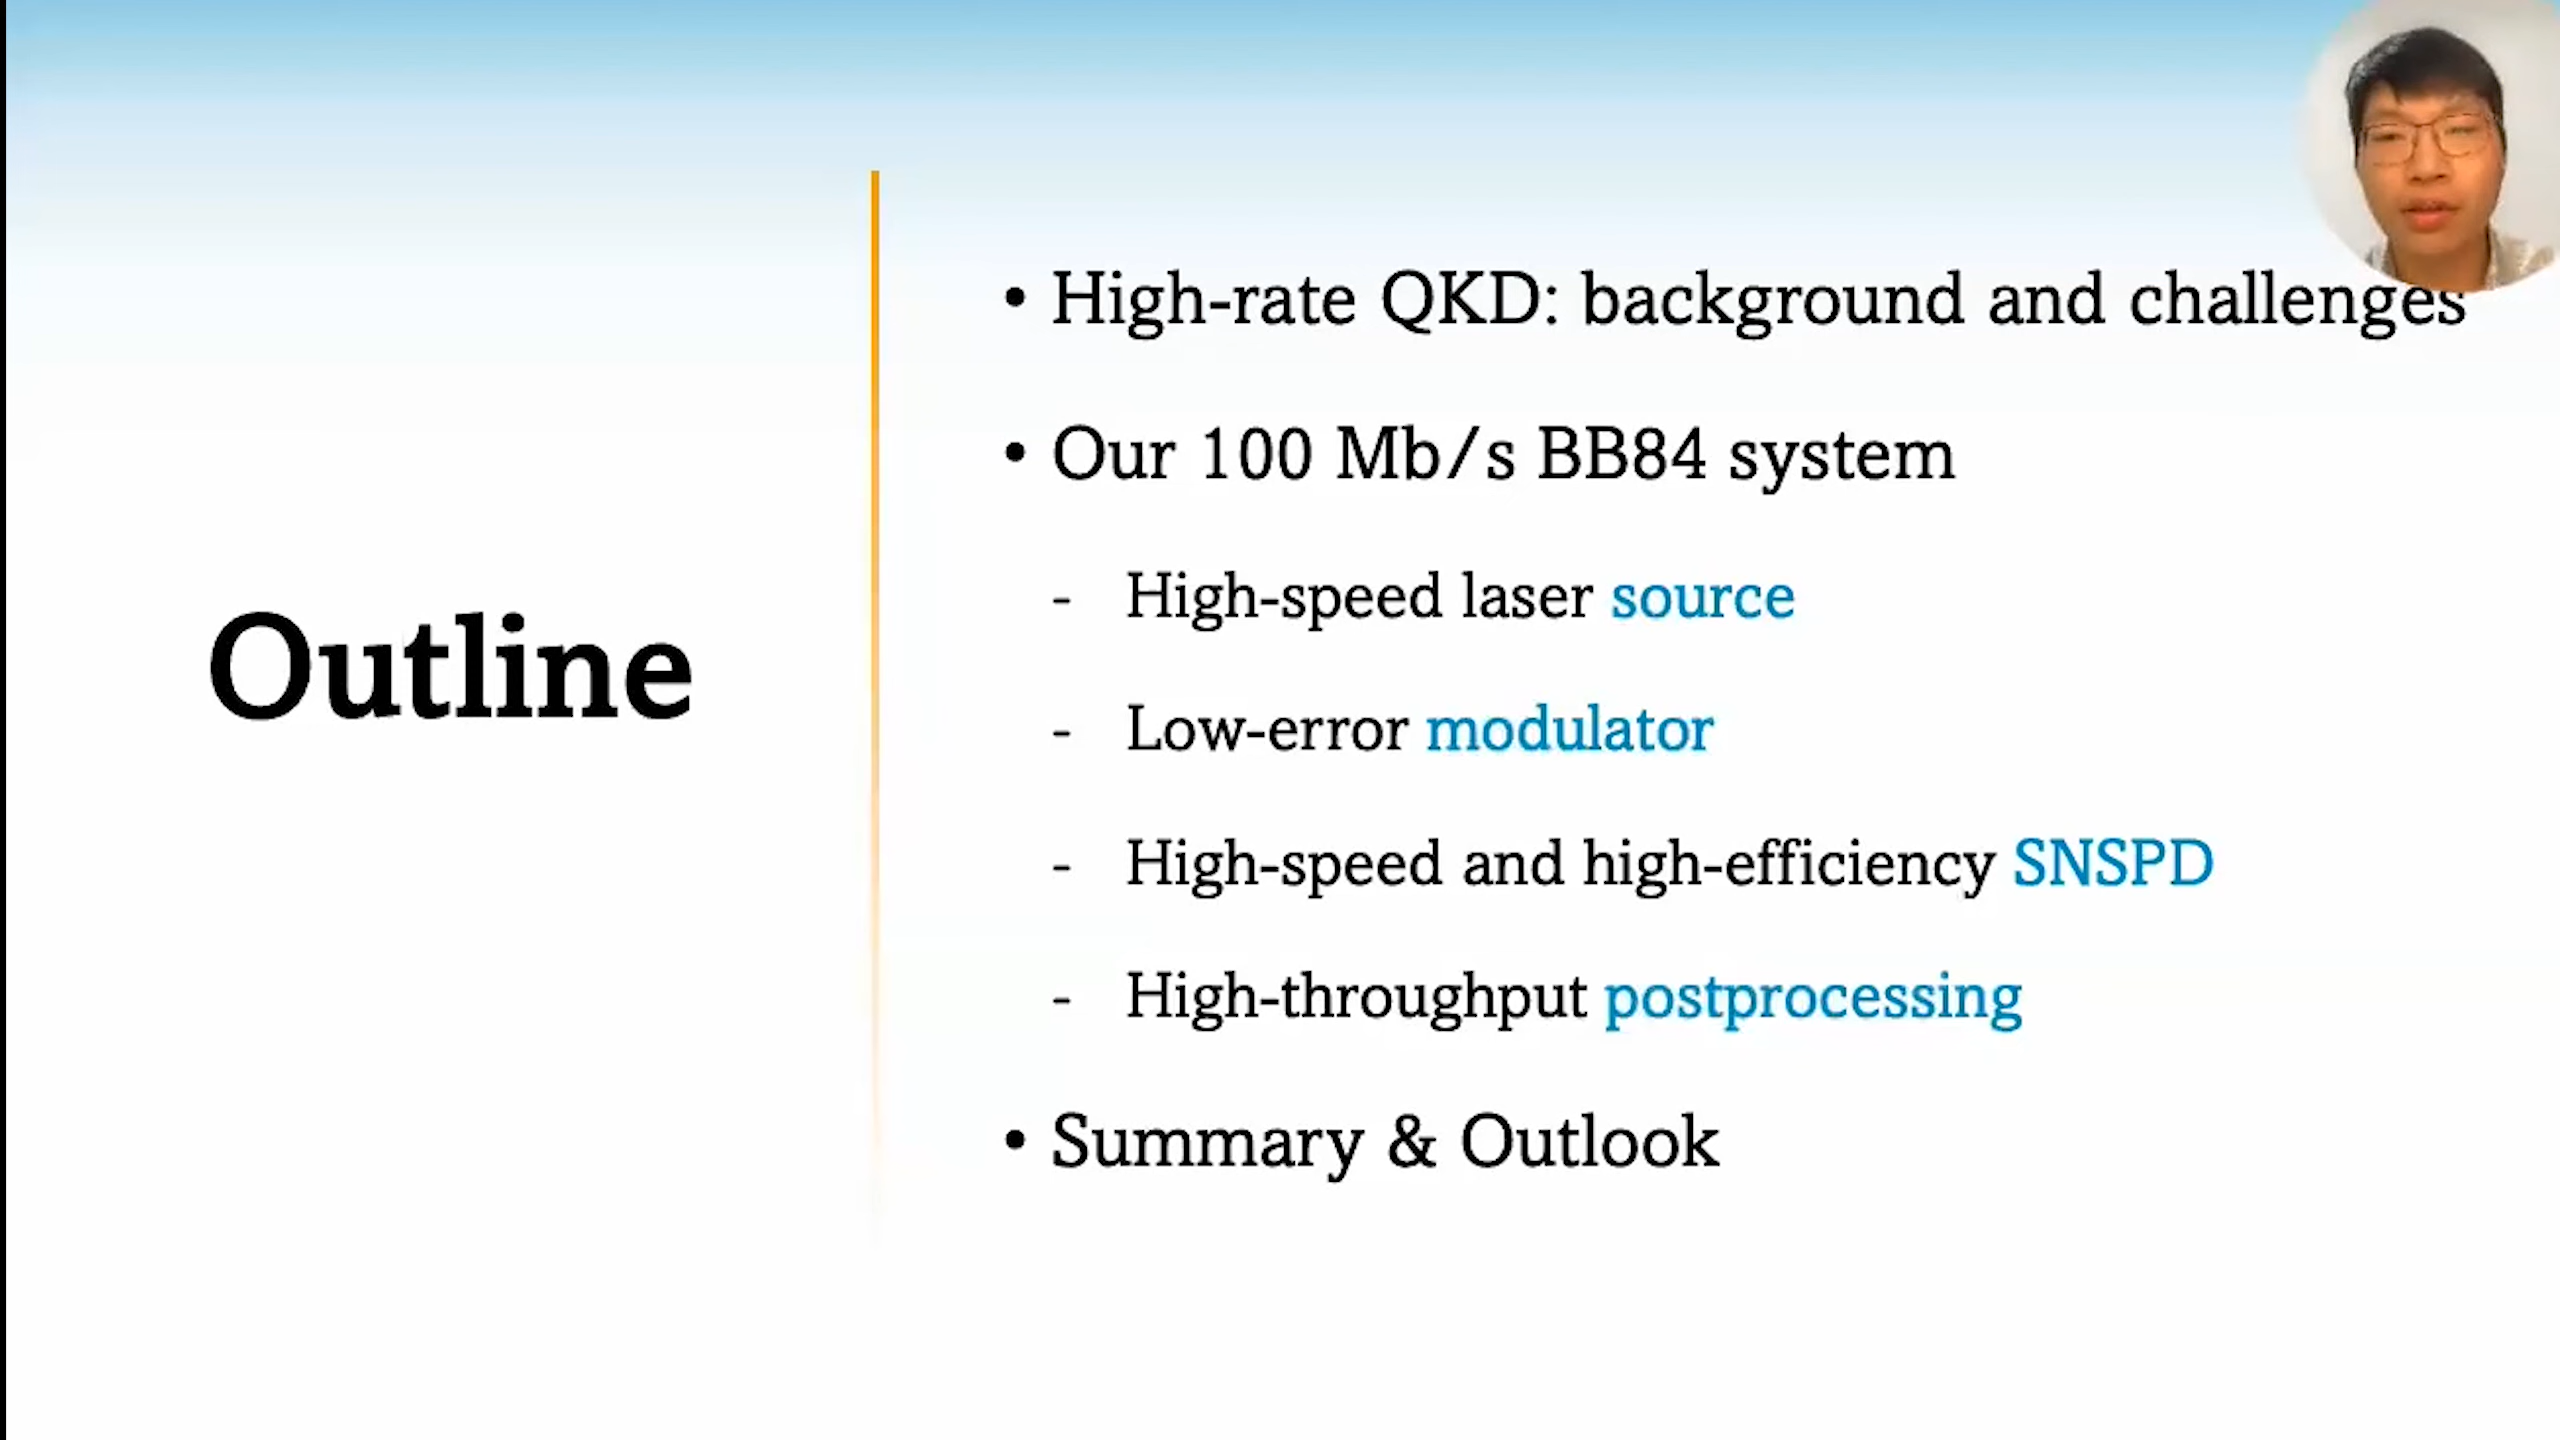 Outline
• High-rate QKD: background and challenges
• Our 100 Mb/s BB84 system
- High-speed laser source
- Low-error modulator
- High-speed and high-efficiency SNSPD
- High-throughput postprocessing
• Summary & Outlook